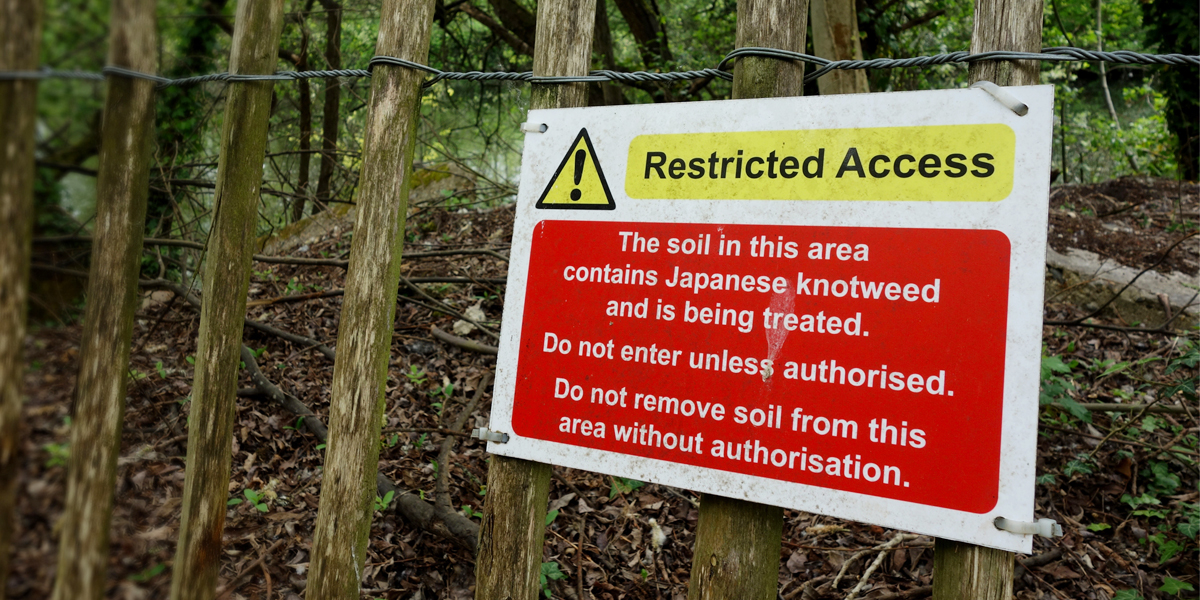 Restricted Access
The soil in this area
contains Japanese knotweed
and is being treated.
Do not enter unless authorised.
Do not remove soil from this
area without authorisation.